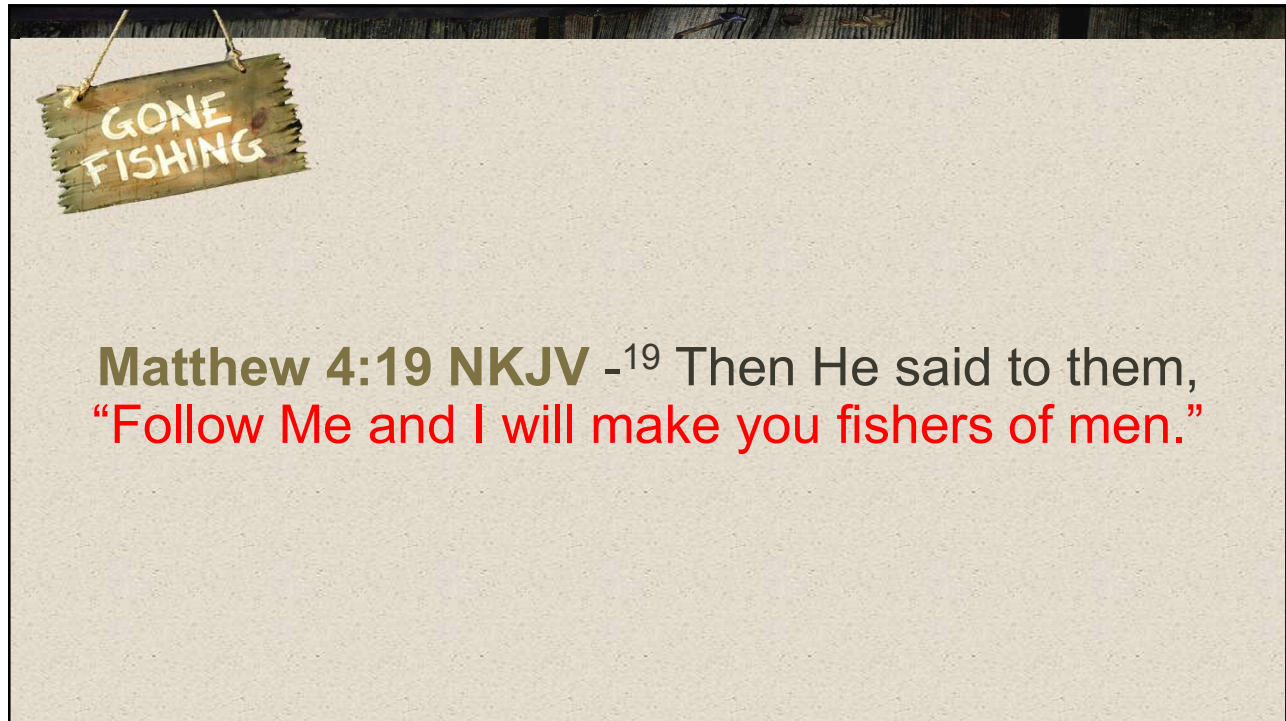 GONE
FISHING
Matthew 4:19 NKJV -19 Then He said to them,
“Follow Me and I will make you fishers of men.”